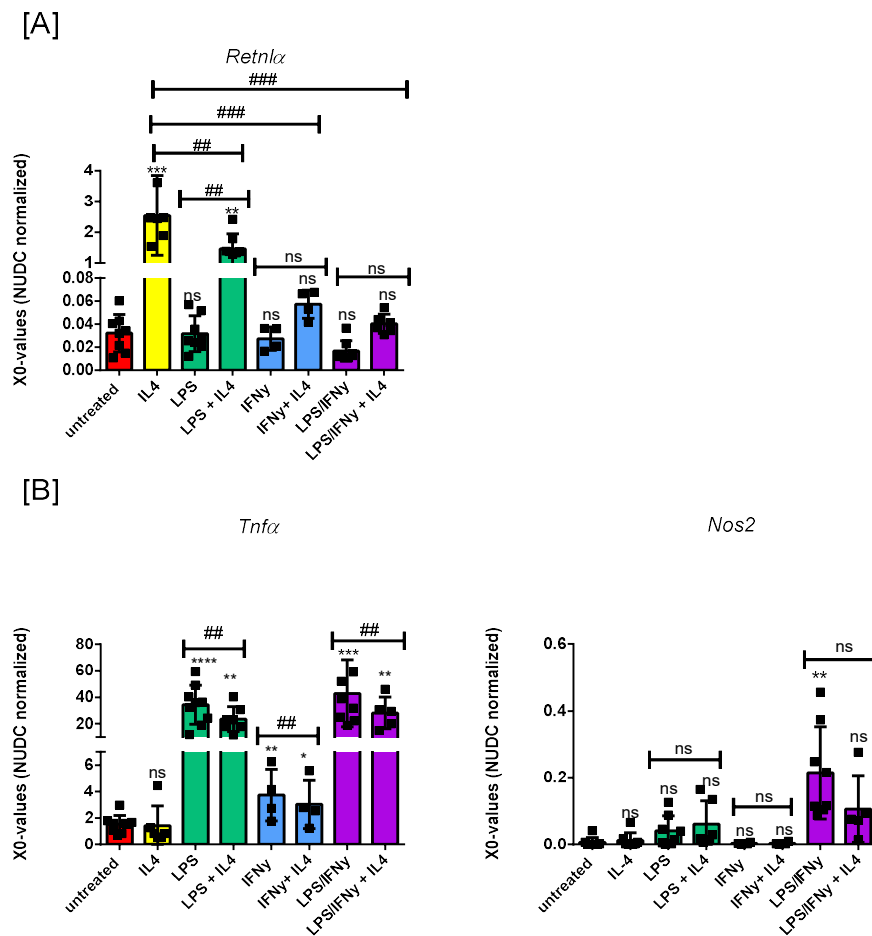 [A]
Retnlα
###
###
##
##
X0-values (NUDC normalized)
4
3
2
1
0.08
0.06
0.04
0.02
0.00
***
ns
**
ns
ns
ns
ns
ns
ns
untreated
IL4
LPS
LPS + IL4
IFNy
IFNy+ IL4
LPS/IFNy
LPS/IFNy + IL4
[B]
Tnfα
X0-values (NUDC normalized)
80
60
40
20
6
4
2
0
ns
##
****
**
##
**
*
##
***
**
untreated
IL4
LPS
LPS + IL4
IFNy
IFNy+ IL4
LPS/IFNy
LPS/IFNy + IL4
Nos2
X0-values (NUDC normalized)
0.6
0.4
0.2
0.0
ns
ns
ns
ns
ns
ns
ns
ns
**
ns
untreated
IL-4
LPS
LPS + IL4
IFNy
IFNy+ IL4
LPS/IFNy
LPS/IFNy + IL4